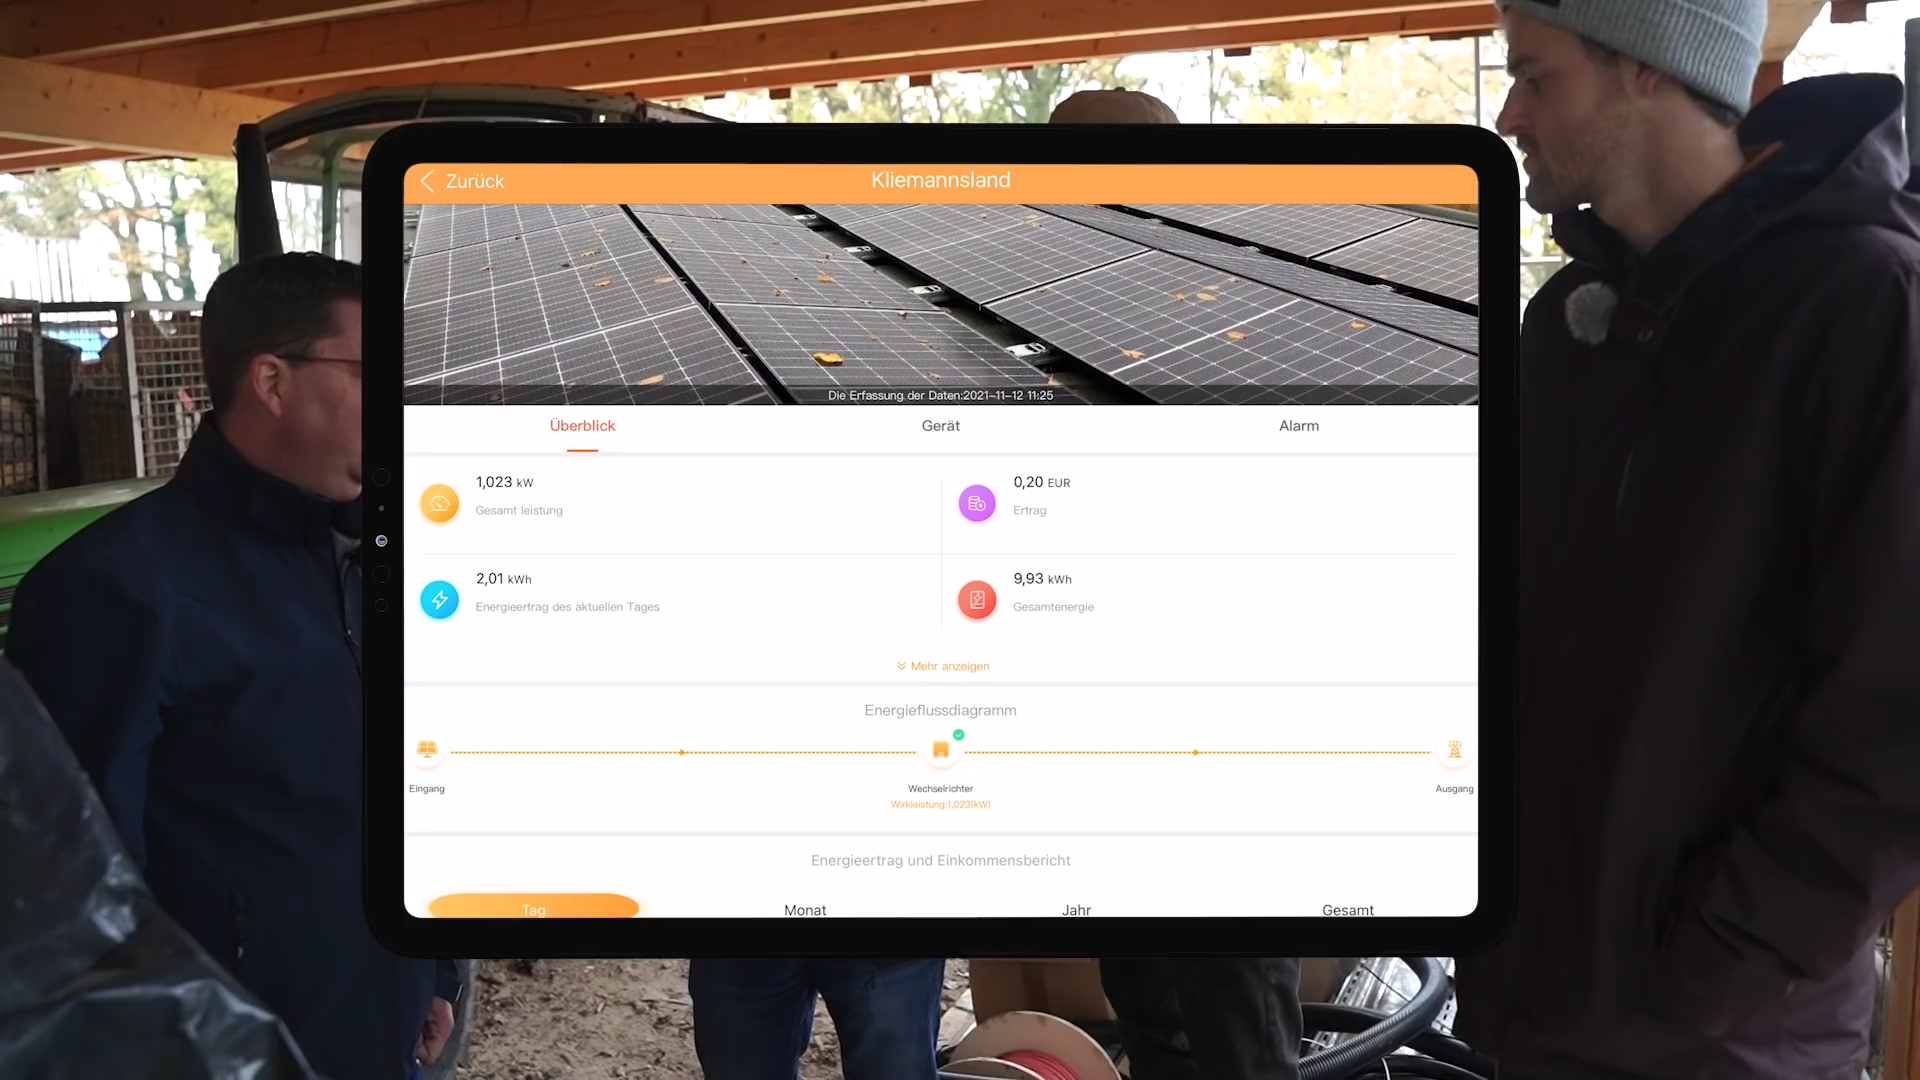 Zurück
Kliemannsland
Die Erfassung der Daten:2021-11-12 11:25
Überblick
Gerät
Alarm
1,023 kW
Gesamt leistung
0,20 EUR
Ertrag
2,01 kWh
Energieertrag des aktuellen Tages
9,93 kWh
Gesamtenergie
Mehr anzeigen
Energieflussdiagramm
Eingang
Wechselrichter
Wirkleistung:1,023(kW)
Ausgang
Energieertrag und Einkommensbericht
Tag
Monat
Jahr
Gesamt